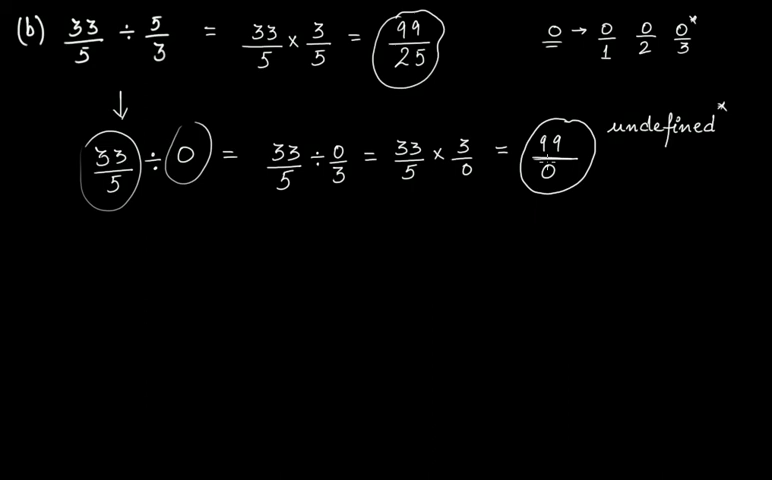 (b) 33/5 ÷ 5/3 = 33/5 × 3/5 = 99/25
0 → 0/1 0/2 0/3*
↓
33/5 ÷ 0 = 33/5 ÷ 0/3 = 33/5 × 3/0 = 99/0 undefined*